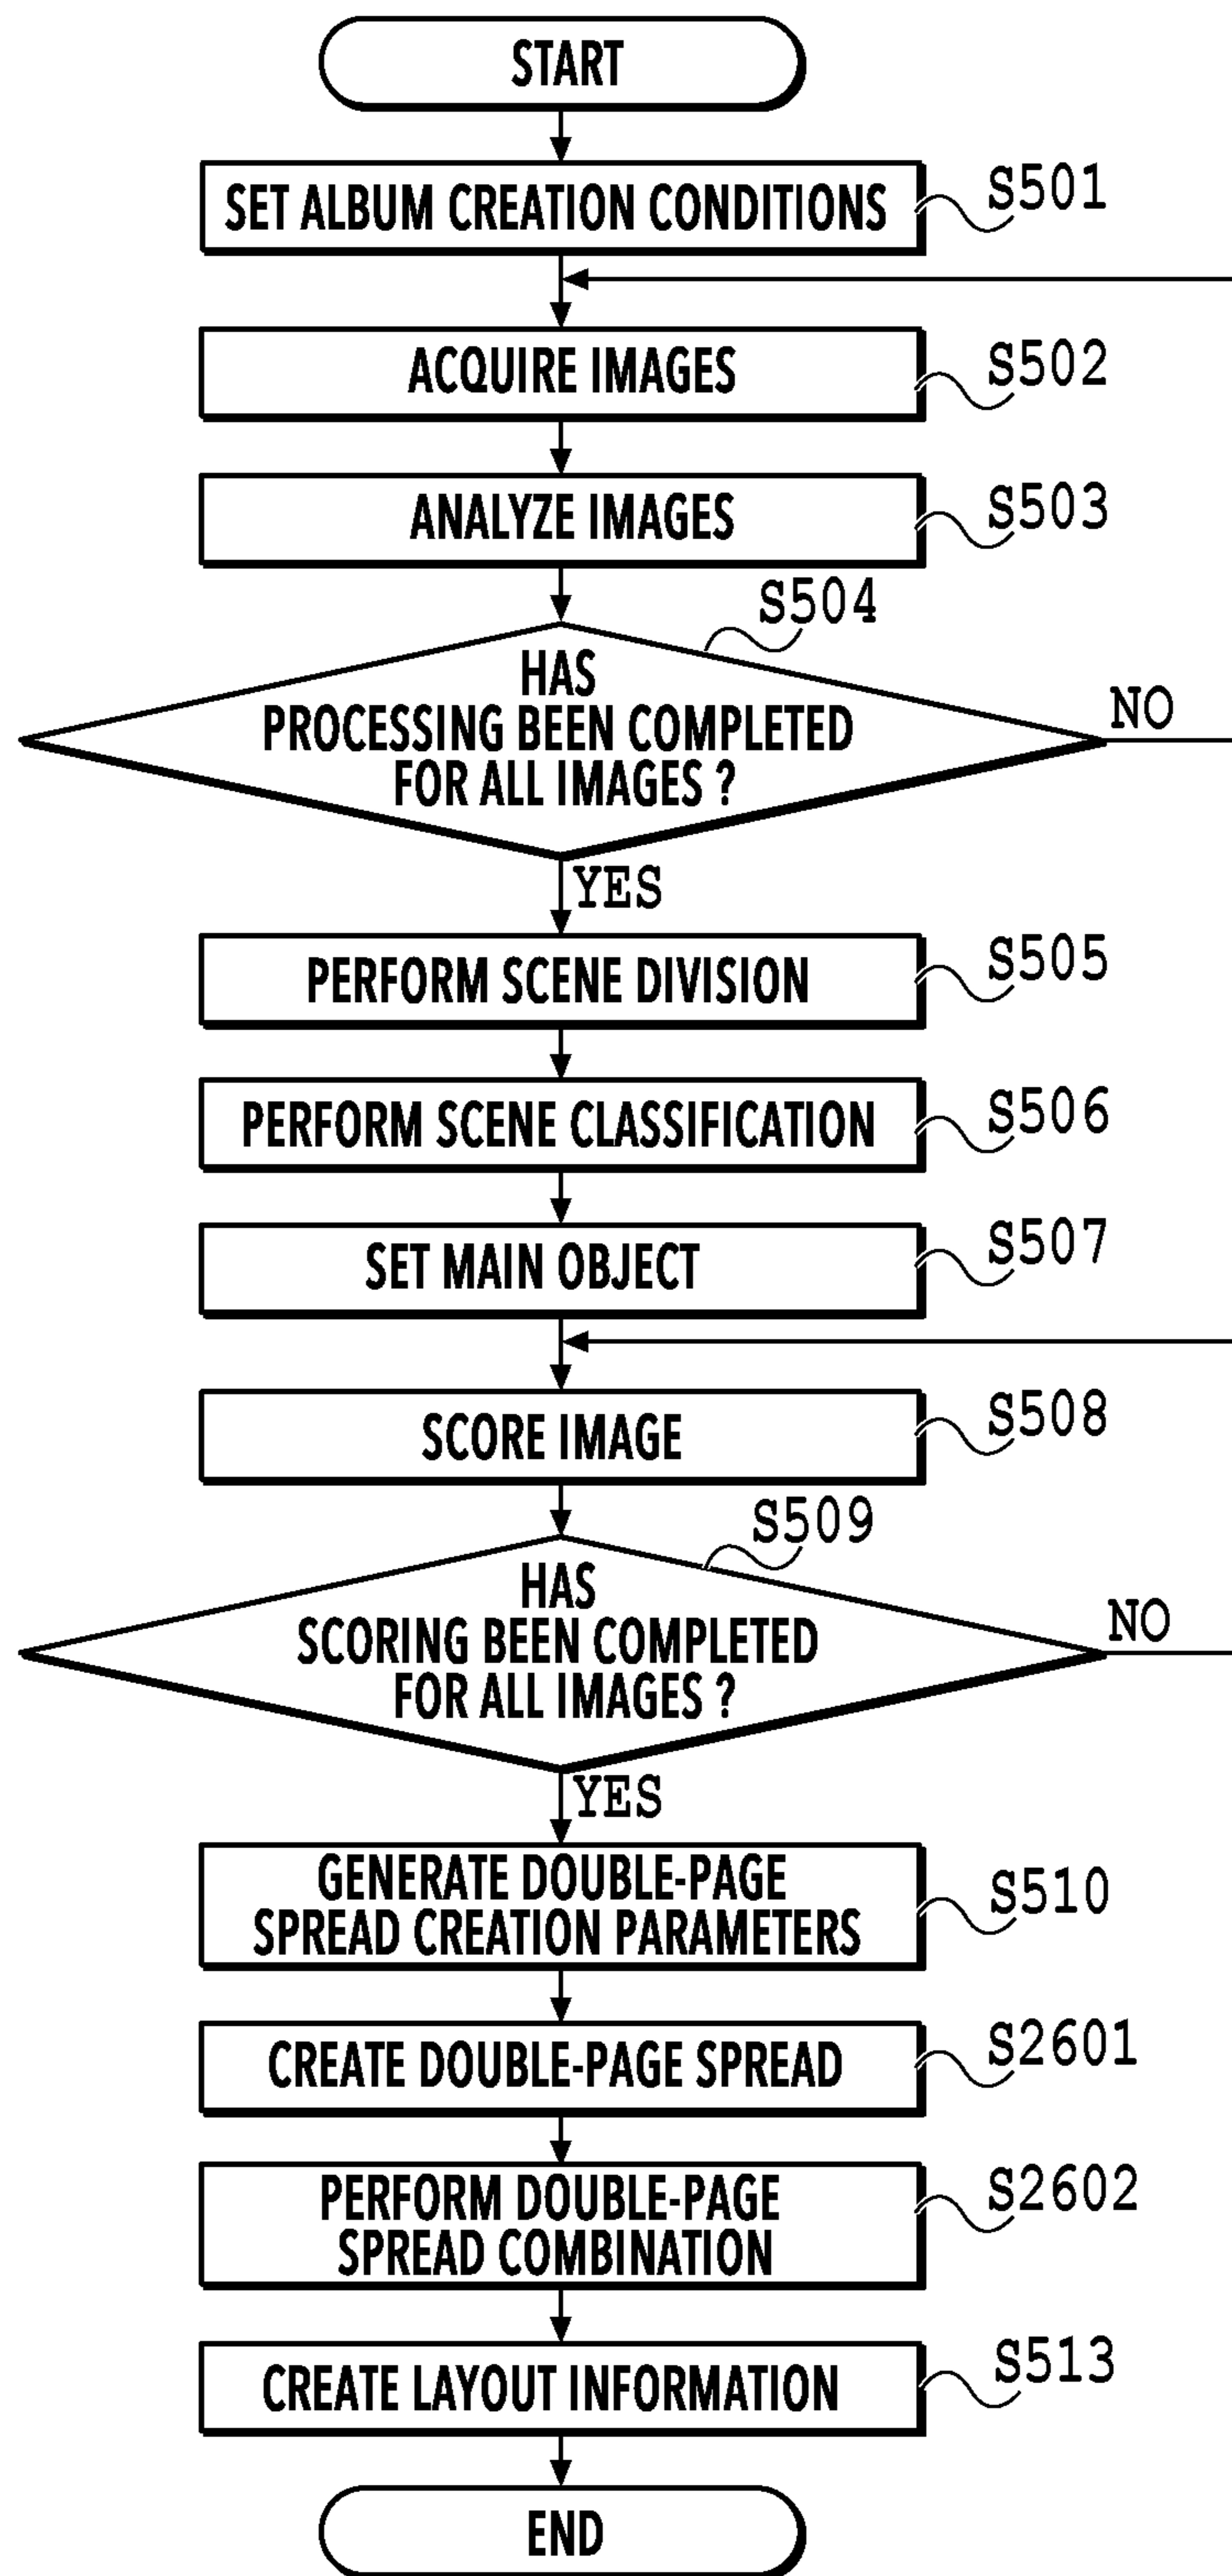 START
SET ALBUM CREATION CONDITIONS
S501
ACQUIRE IMAGES
S502
ANALYZE IMAGES
S503
S504
HAS
PROCESSING BEEN COMPLETED
FOR ALL IMAGES ?
NO
YES
PERFORM SCENE DIVISION
S505
PERFORM SCENE CLASSIFICATION
S506
SET MAIN OBJECT
S507
SCORE IMAGE
S508
S509
HAS
SCORING BEEN COMPLETED
FOR ALL IMAGES ?
NO
YES
GENERATE DOUBLE-PAGE
SPREAD CREATION PARAMETERS
S510
CREATE DOUBLE-PAGE SPREAD
S2601
PERFORM DOUBLE-PAGE
SPREAD COMBINATION
S2602
CREATE LAYOUT INFORMATION
S513
END